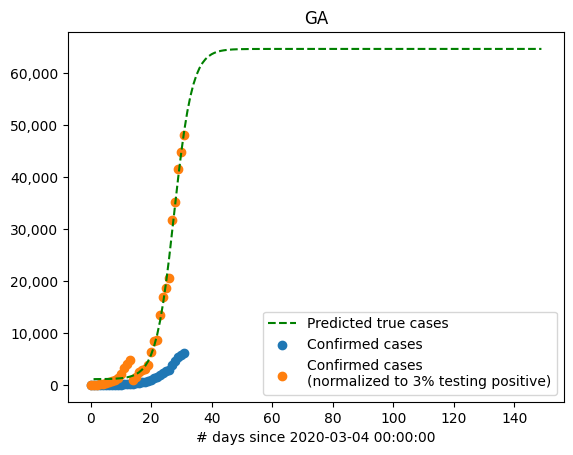 GA
60,000
50,000
40,000
30,000
20,000
10,000
0
Predicted true cases
Confirmed cases
Confirmed cases
(normalized to 3% testing positive)
0 20 40 60 80 100 120 140
# days since 2020-03-04 00:00:00